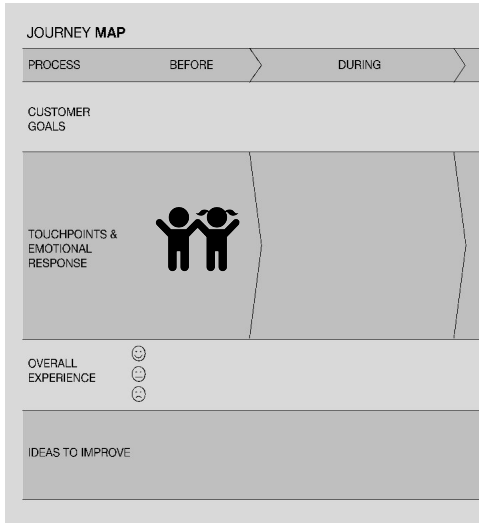 JOURNEY MAP
PROCESS BEFORE DURING
CUSTOMER
GOALS
TOUCHPOINTS &
EMOTIONAL
RESPONSE
OVERALL
EXPERIENCE
IDEAS TO IMPROVE